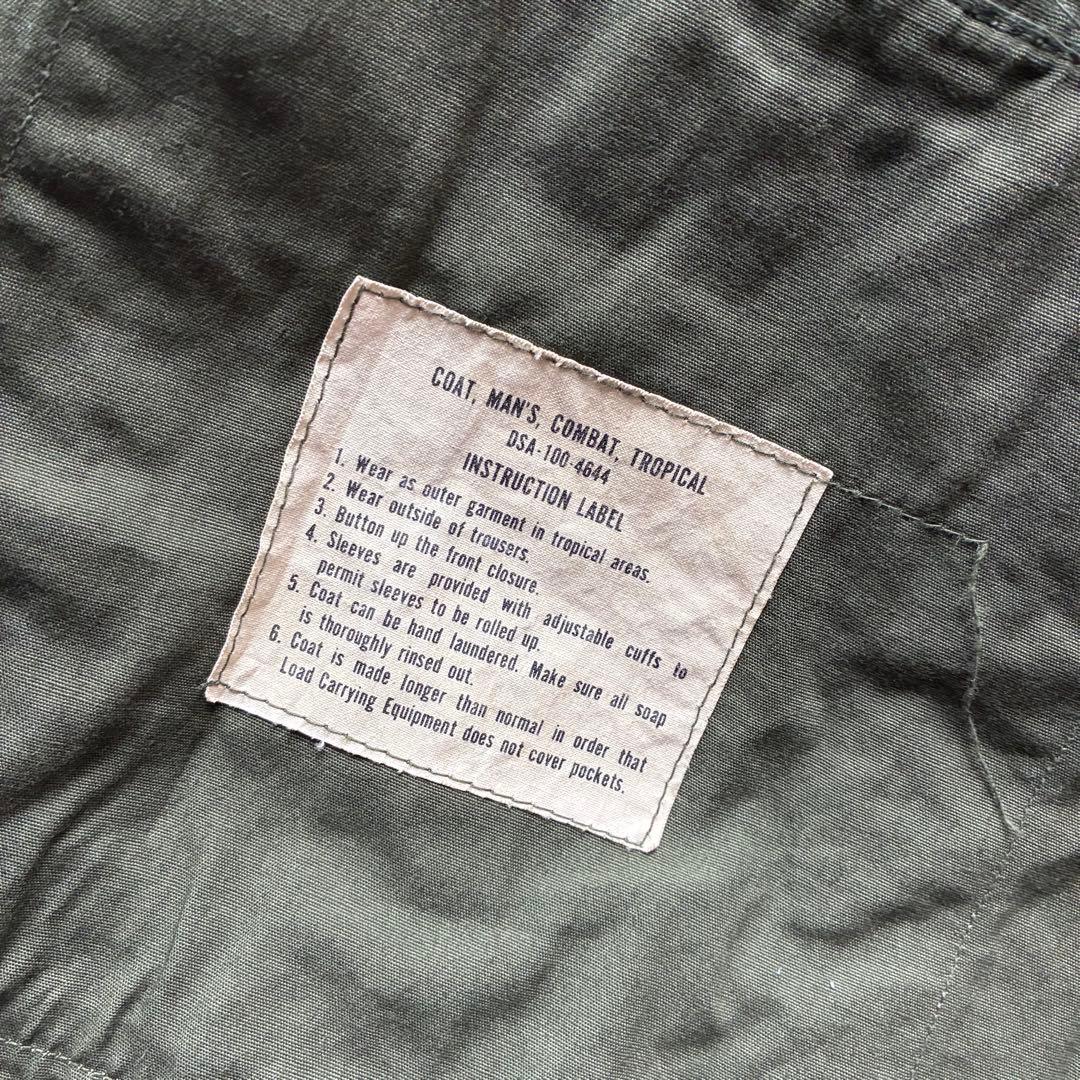 COAT, MAN'S, COMBAT, TROPICAL
DSA-100-4644
INSTRUCTION LABEL
1. Wear as outer garment in tropical areas.
2. Wear outside of trousers.
3. Button up the front closure.
4. Sleeves are provided with adjustable cuffs to
permit sleeves to be rolled up.
5. Coat can be hand laundered. Make sure all soap
is thoroughly rinsed out.
6. Coat is made longer than normal in order that
Load Carrying Equipment does not cover pockets.